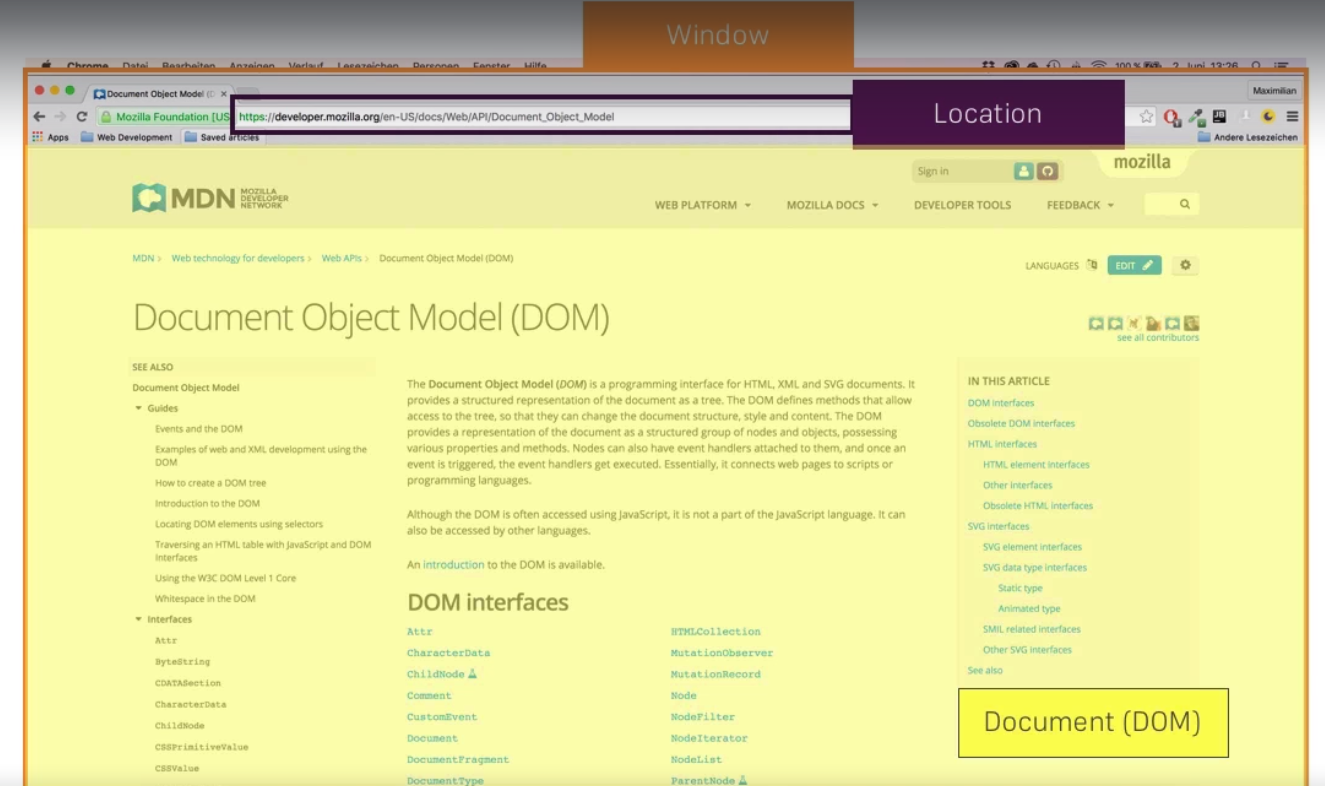 Window
Chrome Datei Bearbeiten Anzeigen Verlauf Lesezeichen Personen Fenster Hilfe
100 % 2. Juni 13:26
Document Object Model (D
Maximilian
Mozilla Foundation [US
https://developer.mozilla.org/en-US/docs/Web/API/Document_Object_Model
Location
Apps Web Development Saved articles
Andere Lesezeichen
Sign in
mozilla
MDN MOZILLA
DEVELOPER
NETWORK
WEB PLATFORM MOZILLA DOCS DEVELOPER TOOLS FEEDBACK
MDN Web technology for developers Web APIs Document Object Model (DOM)
LANGUAGES EDIT
Document Object Model (DOM)
see all contributors
SEE ALSO
Document Object Model
Guides
Events and the DOM
Examples of web and XML development using the
DOM
How to create a DOM tree
Introduction to the DOM
Locating DOM elements using selectors
Traversing an HTML table with JavaScript and DOM
Interfaces
Using the W3C DOM Level 1 Core
Whitespace in the DOM
Interfaces
Attr
ByteString
CDATASection
CharacterData
ChildNode
CSSPrimitiveValue
CSSValue
The Document Object Model (DOM) is a programming interface for HTML, XML and SVG documents. It
provides a structured representation of the document as a tree. The DOM defines methods that allow
access to the tree, so that they can change the document structure, style and content. The DOM
provides a representation of the document as a structured group of nodes and objects, possessing
various properties and methods. Nodes can also have event handlers attached to them, and once an
event is triggered, the event handlers get executed. Essentially, it connects web pages to scripts or
programming languages.
Although the DOM is often accessed using JavaScript, it is not a part of the JavaScript language. It can
also be accessed by other languages.
An introduction to the DOM is available.
DOM interfaces
Attr
CharacterData
ChildNode
Comment
CustomEvent
Document
DocumentFragment
DocumentType
HTMLCollection
MutationObserver
MutationRecord
Node
NodeFilter
NodeIterator
NodeList
ParentNode
IN THIS ARTICLE
DOM interfaces
Obsolete DOM interfaces
HTML interfaces
HTML element interfaces
Other interfaces
Obsolete HTML interfaces
SVG interfaces
SVG element interfaces
SVG data type interfaces
Static type
Animated type
SMIL related interfaces
Other SVG interfaces
See also
Document (DOM)